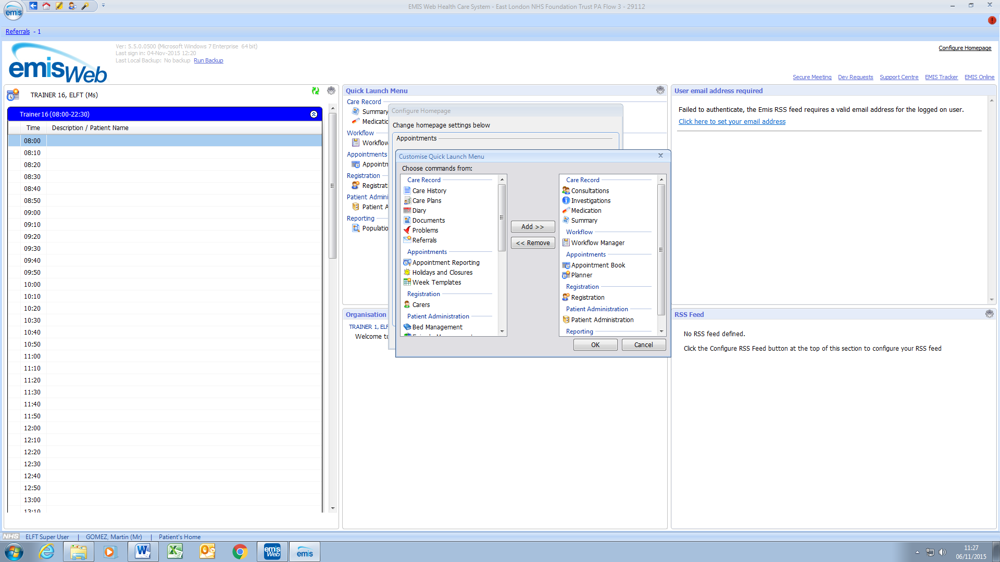 emis
EMIS Web Health Care System - East London NHS Foundation Trust PA Flow 3 - 29112
Referrals - 1
emisWeb
Ver: 5.5.0.0500 (Microsoft Windows 7 Enterprise 64 bit)
Last sign in: 04-Nov-2015 12:20
Last Local Backup: No backup Run Backup
Configure Homepage
Secure Meeting Dev Requests Support Centre EMIS Tracker EMIS Online
TRAINER 16, ELFT (Ms)
Trainer16 (08:00-22:30)
Time Description / Patient Name
08:00
08:10
08:20
08:30
08:40
08:50
09:00
09:10
09:20
09:30
09:40
09:50
10:00
10:10
10:20
10:30
10:40
10:50
11:00
11:10
11:20
11:30
11:40
11:50
12:00
12:10
12:20
12:30
12:40
12:50
13:00
13:10
Quick Launch Menu
Care Record
Summary
Medicatio
Workflow
Workflow
Appointments
Appointm
Registration
Registrat
Patient Admini
Patient A
Reporting
Populatio
Organisation
TRAINER 1, ELF
Welcome to
Configure Homepage
Change homepage settings below
Appointments
Customise Quick Launch Menu
Choose commands from:
Care Record
Care History
Care Plans
Diary
Documents
Problems
Referrals
Appointments
Appointment Reporting
Holidays and Closures
Week Templates
Registration
Carers
Patient Administration
Bed Management
Add >>
<< Remove
Care Record
Consultations
Investigations
Medication
Summary
Workflow
Workflow Manager
Appointments
Appointment Book
Planner
Registration
Registration
Patient Administration
Patient Administration
Reporting
OK Cancel
User email address required
Failed to authenticate, the Emis RSS feed requires a valid email address for the logged on user.
Click here to set your email address
RSS Feed
No RSS feed defined.
Click the Configure RSS Feed button at the top of this section to configure your RSS feed
NHS ELFT Super User | GOMEZ, Martin (Mr) | Patient's Home
emis Web
emis
11:27
06/11/2015